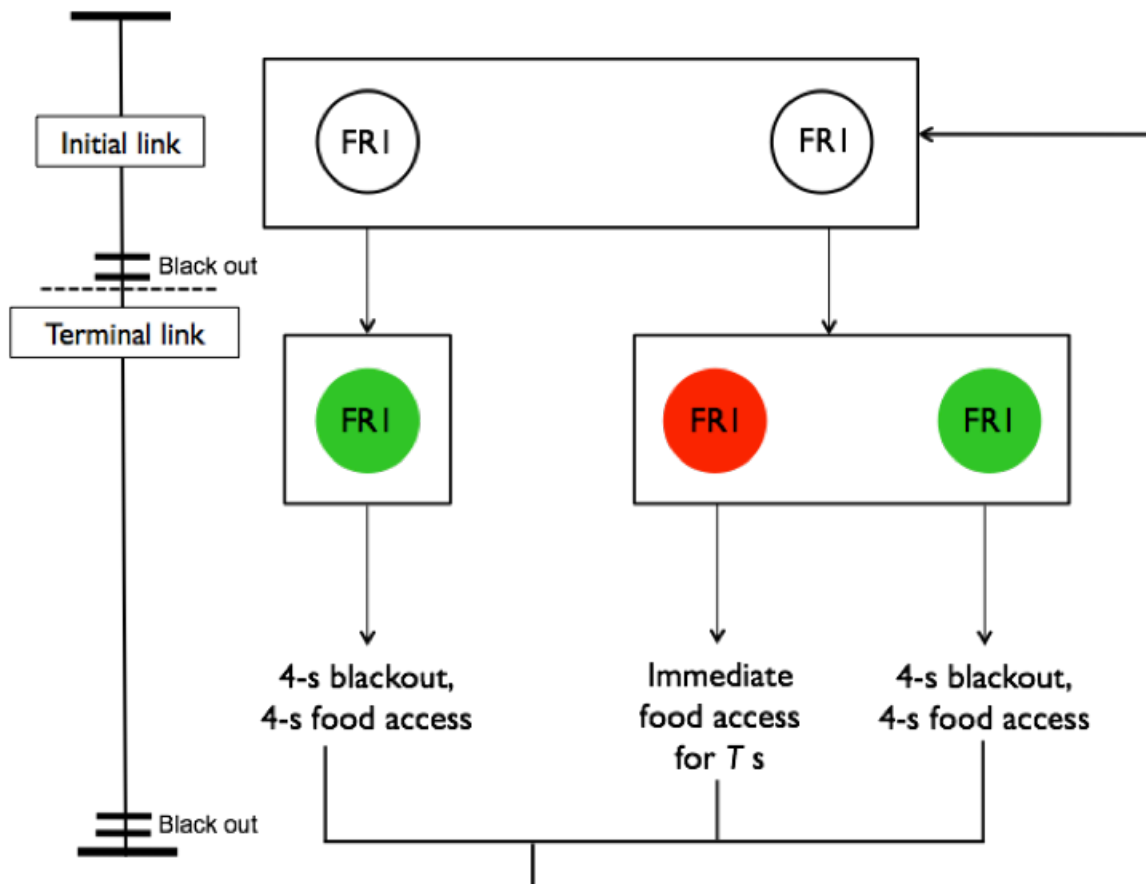 Initial link
FR1
FR1
Black out
Terminal link
FR1
FR1
FR1
4-s blackout,
4-s food access
Immediate
food access
for T s
4-s blackout,
4-s food access
Black out